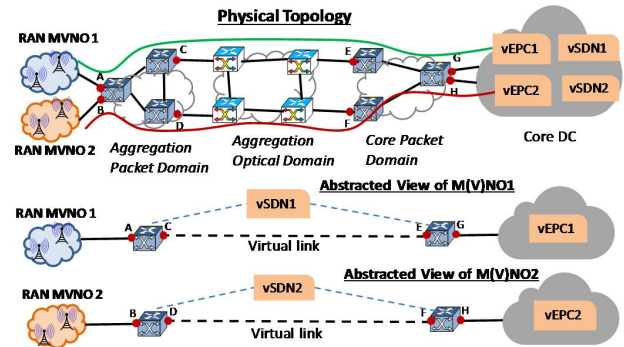 Physical Topology
RAN MVNO 1
C
E
G
vEPC1
vSDN1
A
B
vEPC2
vSDN2
H
D
F
RAN MVNO 2
Aggregation
Packet Domain
Aggregation
Optical Domain
Core Packet
Domain
Core DC
Abstracted View of M(V)NO1
RAN MVNO 1
vSDN1
A
C
E
G
vEPC1
Virtual link
Abstracted View of M(V)NO2
RAN MVNO 2
vSDN2
B
D
F
H
vEPC2
Virtual link